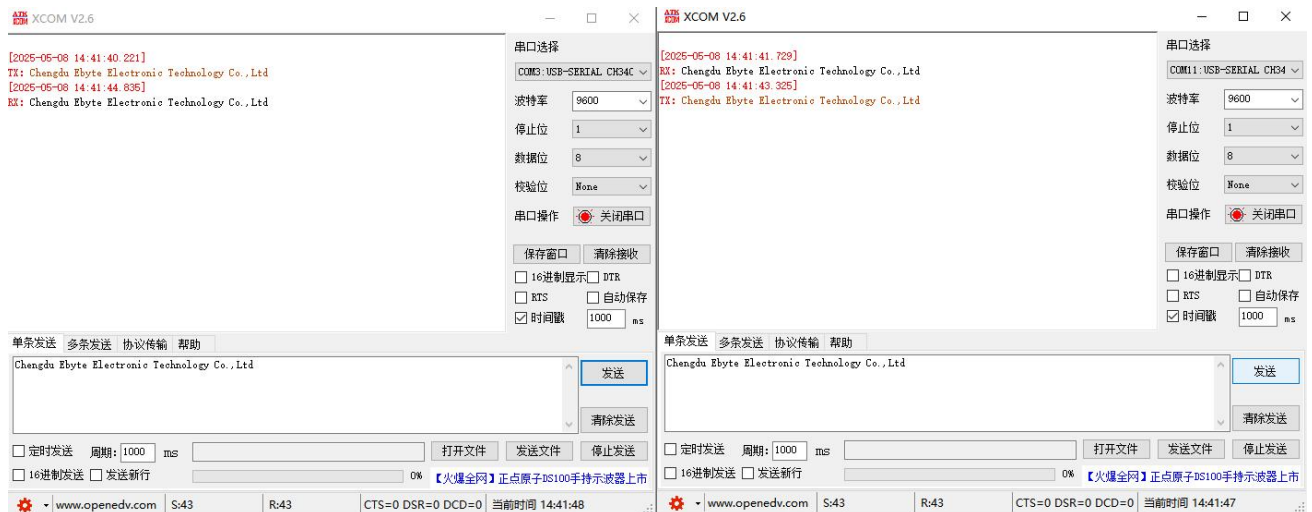 XCOM V2.6
[2025-05-08 14:41:40.221]
TX: Chengdu Ebyte Electronic Technology Co.,Ltd
[2025-05-08 14:41:44.835]
RX: Chengdu Ebyte Electronic Technology Co.,Ltd
串口选择
COM3:USB-SERIAL CH34C
波特率 9600
停止位 1
数据位 8
校验位 None
串口操作 关闭串口
保存窗口 清除接收
16进制显示 DTR
RTS 自动保存
时间戳 1000 ms
单条发送 多条发送 协议传输 帮助
Chengdu Ebyte Electronic Technology Co.,Ltd
发送
清除发送
定时发送 周期: 1000 ms 打开文件 发送文件 停止发送
16进制发送 发送新行 0% 【火爆全网】正点原子DS100手持示波器上市
www.openedv.com S:43 R:43 CTS=0 DSR=0 DCD=0 当前时间 14:41:48
ATK XCOM
XCOM V2.6
[2025-05-08 14:41:41.729]
RX: Chengdu Ebyte Electronic Technology Co.,Ltd
[2025-05-08 14:41:43.325]
TX: Chengdu Ebyte Electronic Technology Co.,Ltd
串口选择
COM11:USB-SERIAL CH34
波特率 9600
停止位 1
数据位 8
校验位 None
串口操作 关闭串口
保存窗口 清除接收
16进制显示 DTR
RTS 自动保存
时间戳 1000 ms
单条发送 多条发送 协议传输 帮助
Chengdu Ebyte Electronic Technology Co.,Ltd
发送
清除发送
定时发送 周期: 1000 ms 打开文件 发送文件 停止发送
16进制发送 发送新行 0% 【火爆全网】正点原子DS100手持示波器上市
www.openedv.com S:43 R:43 CTS=0 DSR=0 DCD=0 当前时间 14:41:47